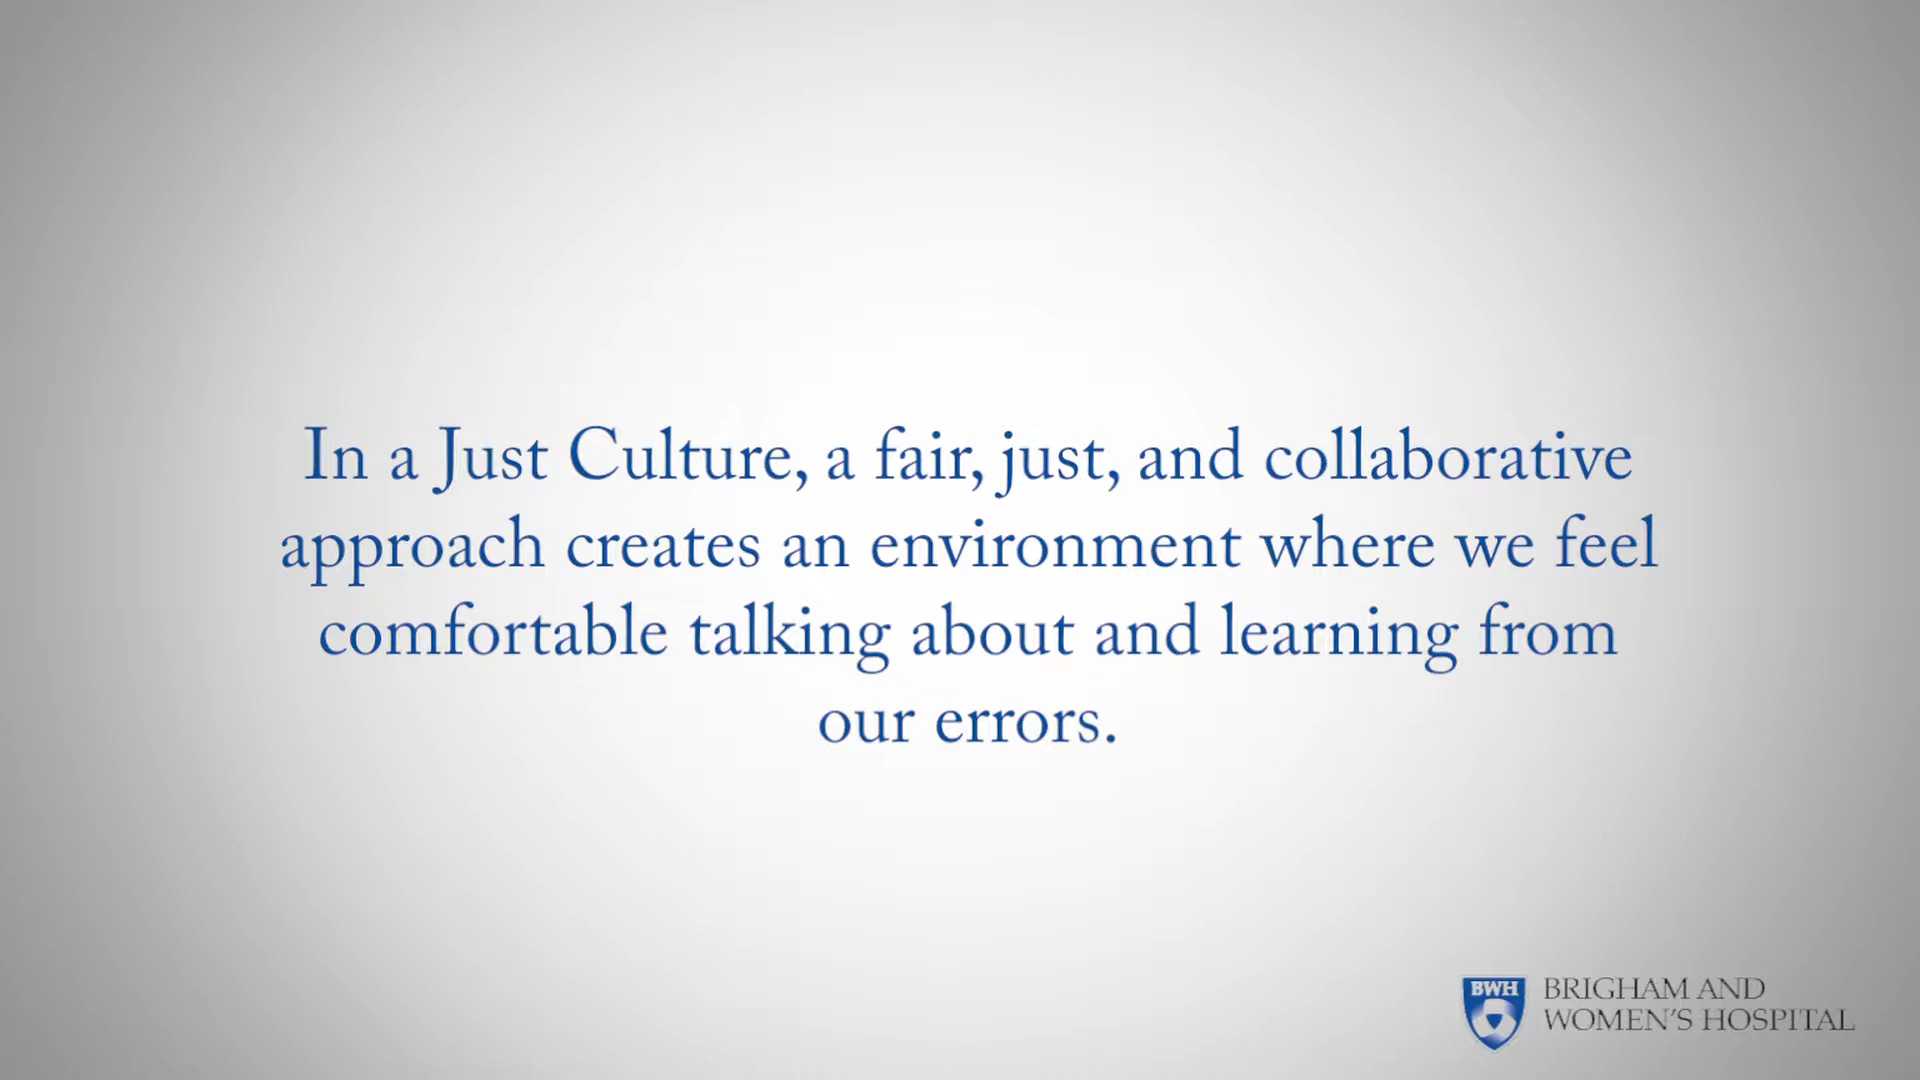 In a Just Culture, a fair, just, and collaborative
approach creates an environment where we feel
comfortable talking about and learning from
our errors.
BWH
BRIGHAM AND
WOMEN'S HOSPITAL